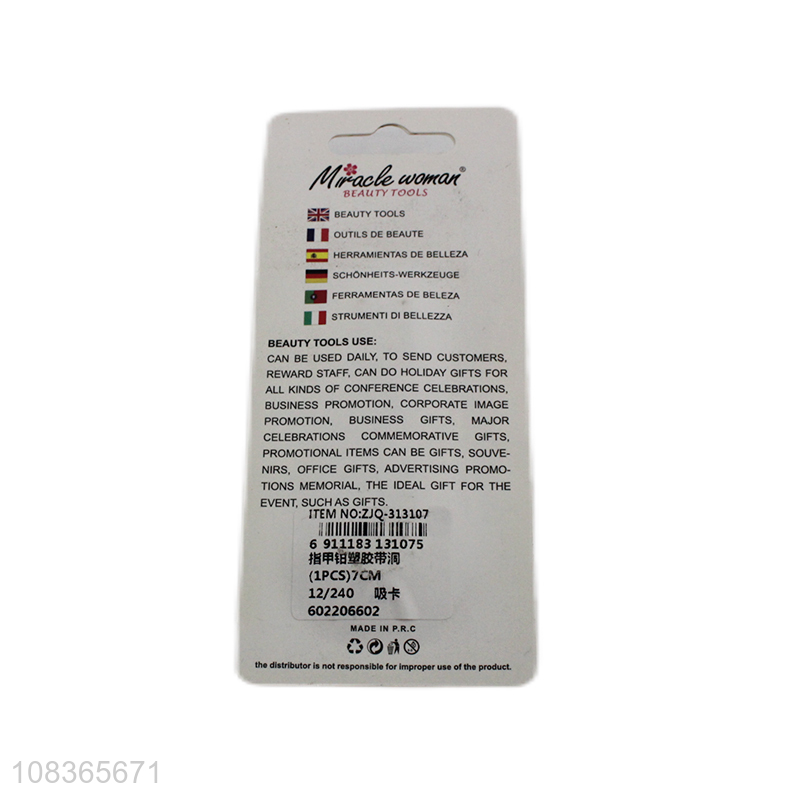 Miracle woman®
BEAUTY TOOLS
BEAUTY TOOLS
OUTILS DE BEAUTE
HERRAMIENTAS DE BELLEZA
SCHÖNHEITS-WERKZEUGE
FERRAMENTAS DE BELEZA
STRUMENTI DI BELLEZZA
BEAUTY TOOLS USE:
CAN BE USED DAILY, TO SEND CUSTOMERS,
REWARD STAFF, CAN DO HOLIDAY GIFTS FOR
ALL KINDS OF CONFERENCE CELEBRATIONS,
BUSINESS PROMOTION, CORPORATE IMAGE
PROMOTION, BUSINESS GIFTS, MAJOR
CELEBRATIONS COMMEMORATIVE GIFTS,
PROMOTIONAL ITEMS CAN BE GIFTS, SOUVE-
NIRS, OFFICE GIFTS, ADVERTISING PROMO-
TIONS MEMORIAL, THE IDEAL GIFT FOR THE
EVENT, SUCH AS GIFTS.
ITEM NO:ZJQ-313107
6 911183 131075
指甲钳塑胶带洞
(1PCS)7CM
12/240 吸卡
602206602
MADE IN P.R.C
the distributor is not responsible for improper use of the product.
108365671